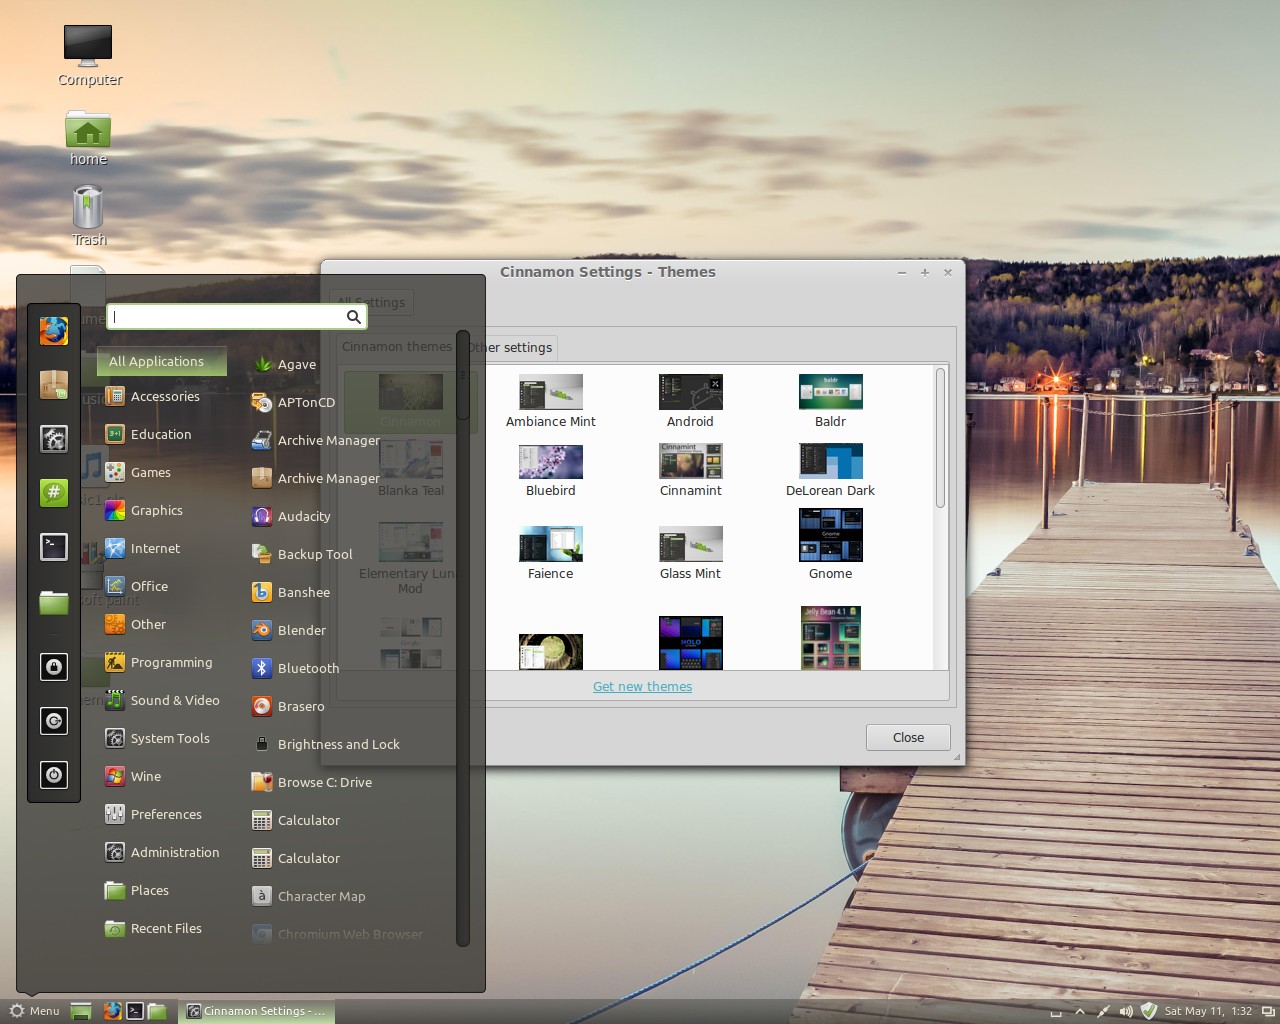 Computer
home
Trash
Cinnamon Settings - Themes
All Settings
Cinnamon themes
Other settings
Cinnamon
Ambiance Mint
Android
Baldr
Blanka Teal
Bluebird
Cinnamint
DeLorean Dark
Elementary Lun
Mod
Faience
Glass Mint
Gnome
Get new themes
Close
All Applications
Accessories
Education
Games
Graphics
Internet
Office
Other
Programming
Sound & Video
System Tools
Wine
Preferences
Administration
Places
Recent Files
Agave
APTonCD
Archive Manager
Archive Manager
Audacity
Backup Tool
Banshee
Blender
Bluetooth
Brasero
Brightness and Lock
Browse C: Drive
Calculator
Calculator
Character Map
Chromium Web Browser
Menu
Cinnamon Settings - ...
Sat May 11, 1:32